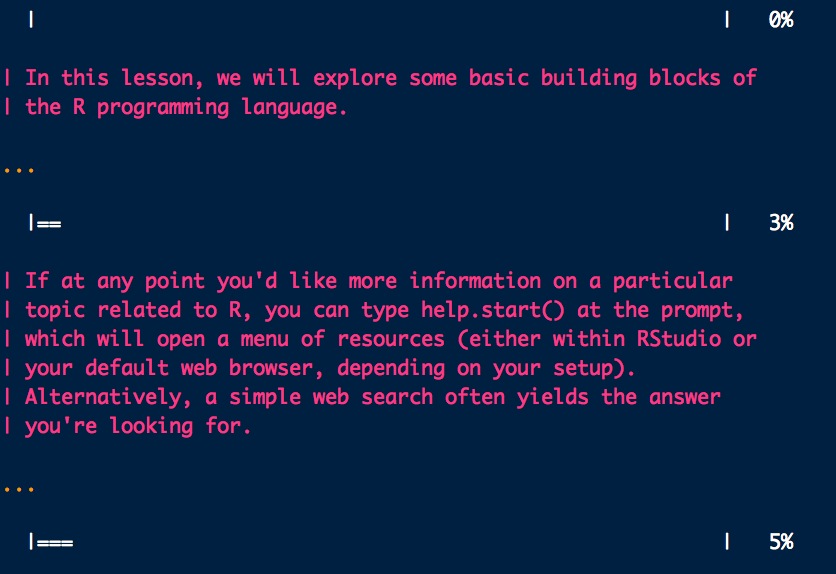 | | 0%
| In this lesson, we will explore some basic building blocks of
| the R programming language.
...
|== | 3%
| If at any point you'd like more information on a particular
| topic related to R, you can type help.start() at the prompt,
| which will open a menu of resources (either within RStudio or
| your default web browser, depending on your setup).
| Alternatively, a simple web search often yields the answer
| you're looking for.
...
|=== | 5%